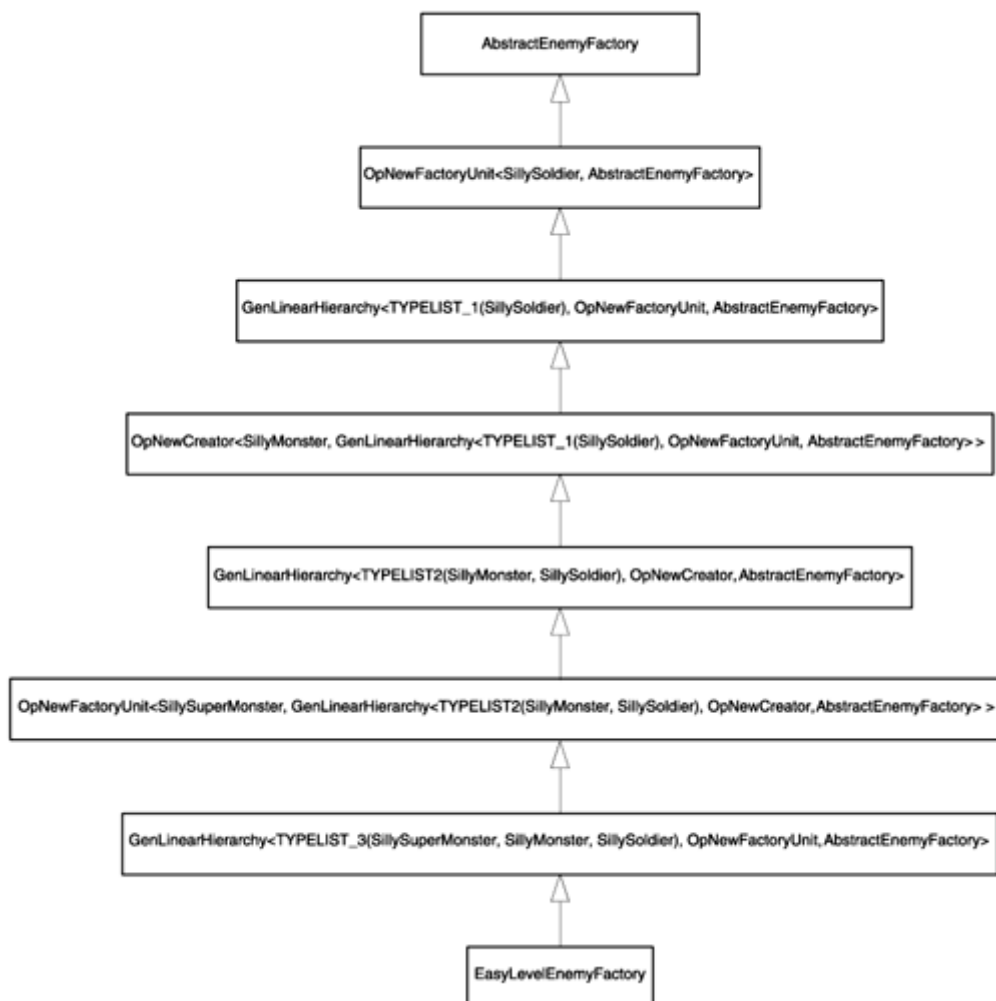 AbstractEnemyFactory
OpNewFactoryUnit<SillySoldier, AbstractEnemyFactory>
GenLinearHierarchy<TYPELIST_1(SillySoldier), OpNewFactoryUnit, AbstractEnemyFactory>
OpNewCreator<SillyMonster, GenLinearHierarchy<TYPELIST_1(SillySoldier), OpNewFactoryUnit, AbstractEnemyFactory> >
GenLinearHierarchy<TYPELIST2(SillyMonster, SillySoldier), OpNewCreator,AbstractEnemyFactory>
OpNewFactoryUnit<SillySuperMonster, GenLinearHierarchy<TYPELIST2(SillyMonster, SillySoldier), OpNewCreator,AbstractEnemyFactory> >
GenLinearHierarchy<TYPELIST_3(SillySuperMonster, SillyMonster, SillySoldier), OpNewFactoryUnit,AbstractEnemyFactory>
EasyLevelEnemyFactory